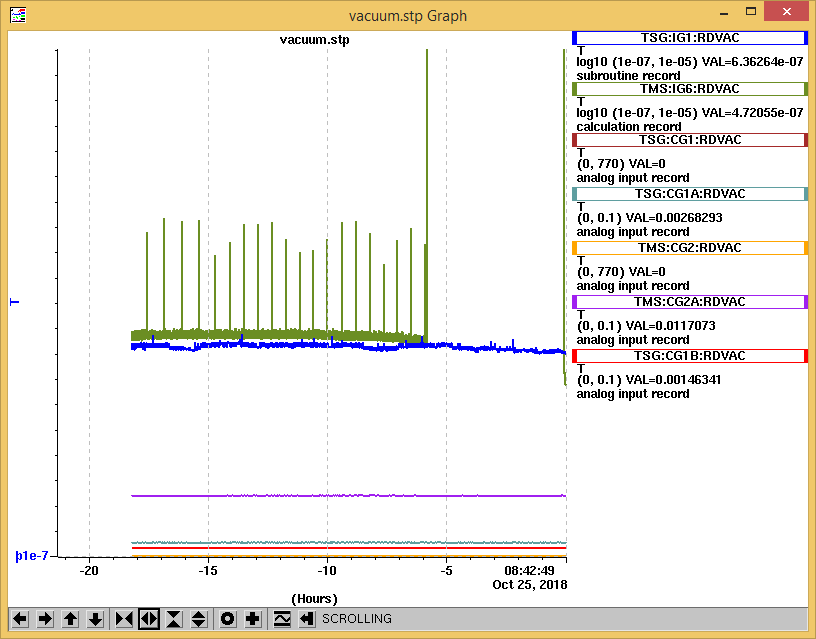 vacuum.stp Graph
vacuum.stp
TSG:IG1:RDVAC
T
log10 (1e-07, 1e-05) VAL=6.36264e-07
subroutine record
TMS:IG6:RDVAC
T
log10 (1e-07, 1e-05) VAL=4.72055e-07
calculation record
TSG:CG1:RDVAC
T
(0, 770) VAL=0
analog input record
TSG:CG1A:RDVAC
T
(0, 0.1) VAL=0.00268293
analog input record
TMS:CG2:RDVAC
T
(0, 770) VAL=0
analog input record
TMS:CG2A:RDVAC
T
(0, 0.1) VAL=0.0117073
analog input record
TSG:CG1B:RDVAC
T
(0, 0.1) VAL=0.00146341
analog input record
T
1e-7
-20 -15 -10 -5 08:42:49
Oct 25, 2018
(Hours)
SCROLLING